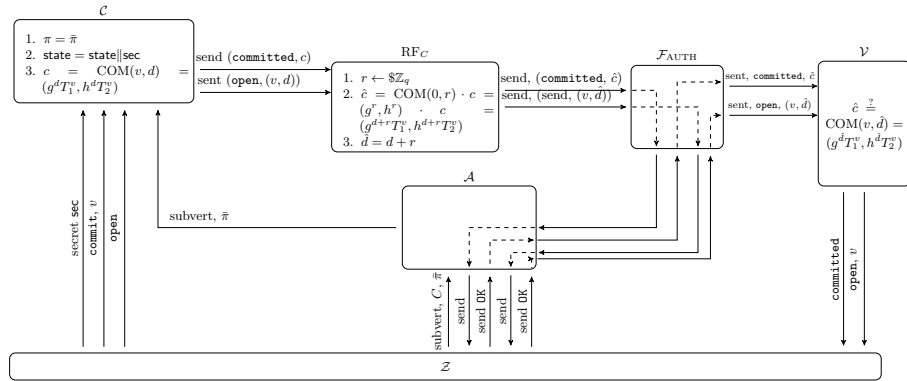 𝒞
1. π = π̄
2. state = state∥sec
3. c = COM(v, d) =
(g^d T_1^v, h^d T_2^v)
send (committed, c)
sent (open, (v, d))
RF_C
1. r ← $ℤ_q
2. ĉ = COM(0, r) · c =
(g^r, h^r) · c =
(g^{d+r} T_1^v, h^{d+r} T_2^v)
3. d̂ = d + r
send, (committed, ĉ)
send, (send, (v, d̂))
ℱ_AUTH
sent, committed, ĉ
sent, open, (v, d̂)
𝒱
ĉ ≟
COM(v, d̂) =
(g^d̂ T_1^v, h^d̂ T_2^v)
𝒜
subvert, π̄
secret sec
commit, v
open
subvert, C, π̄
send
send OK
send
send OK
committed
open, v
𝒵